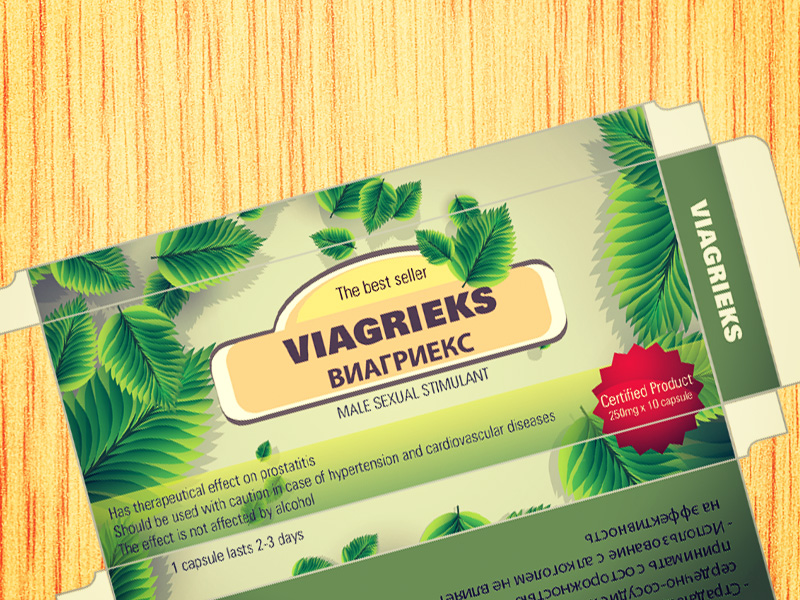 The best seller
VIAGRIEKS
ВИАГРИЕКС
MALE SEXUAL STIMULANT
VIAGRIEKS
Certified Product
250mg x 10 capsule
Has therapeutical effect on prostatitis
Should be used with caution in case of hypertension and cardiovascular diseases
The effect is not affected by alcohol
1 capsule lasts 2-3 days
сердечно-сосудис
принимать с осторожностью
- Использование с алкоголем не влияет
на эффективность